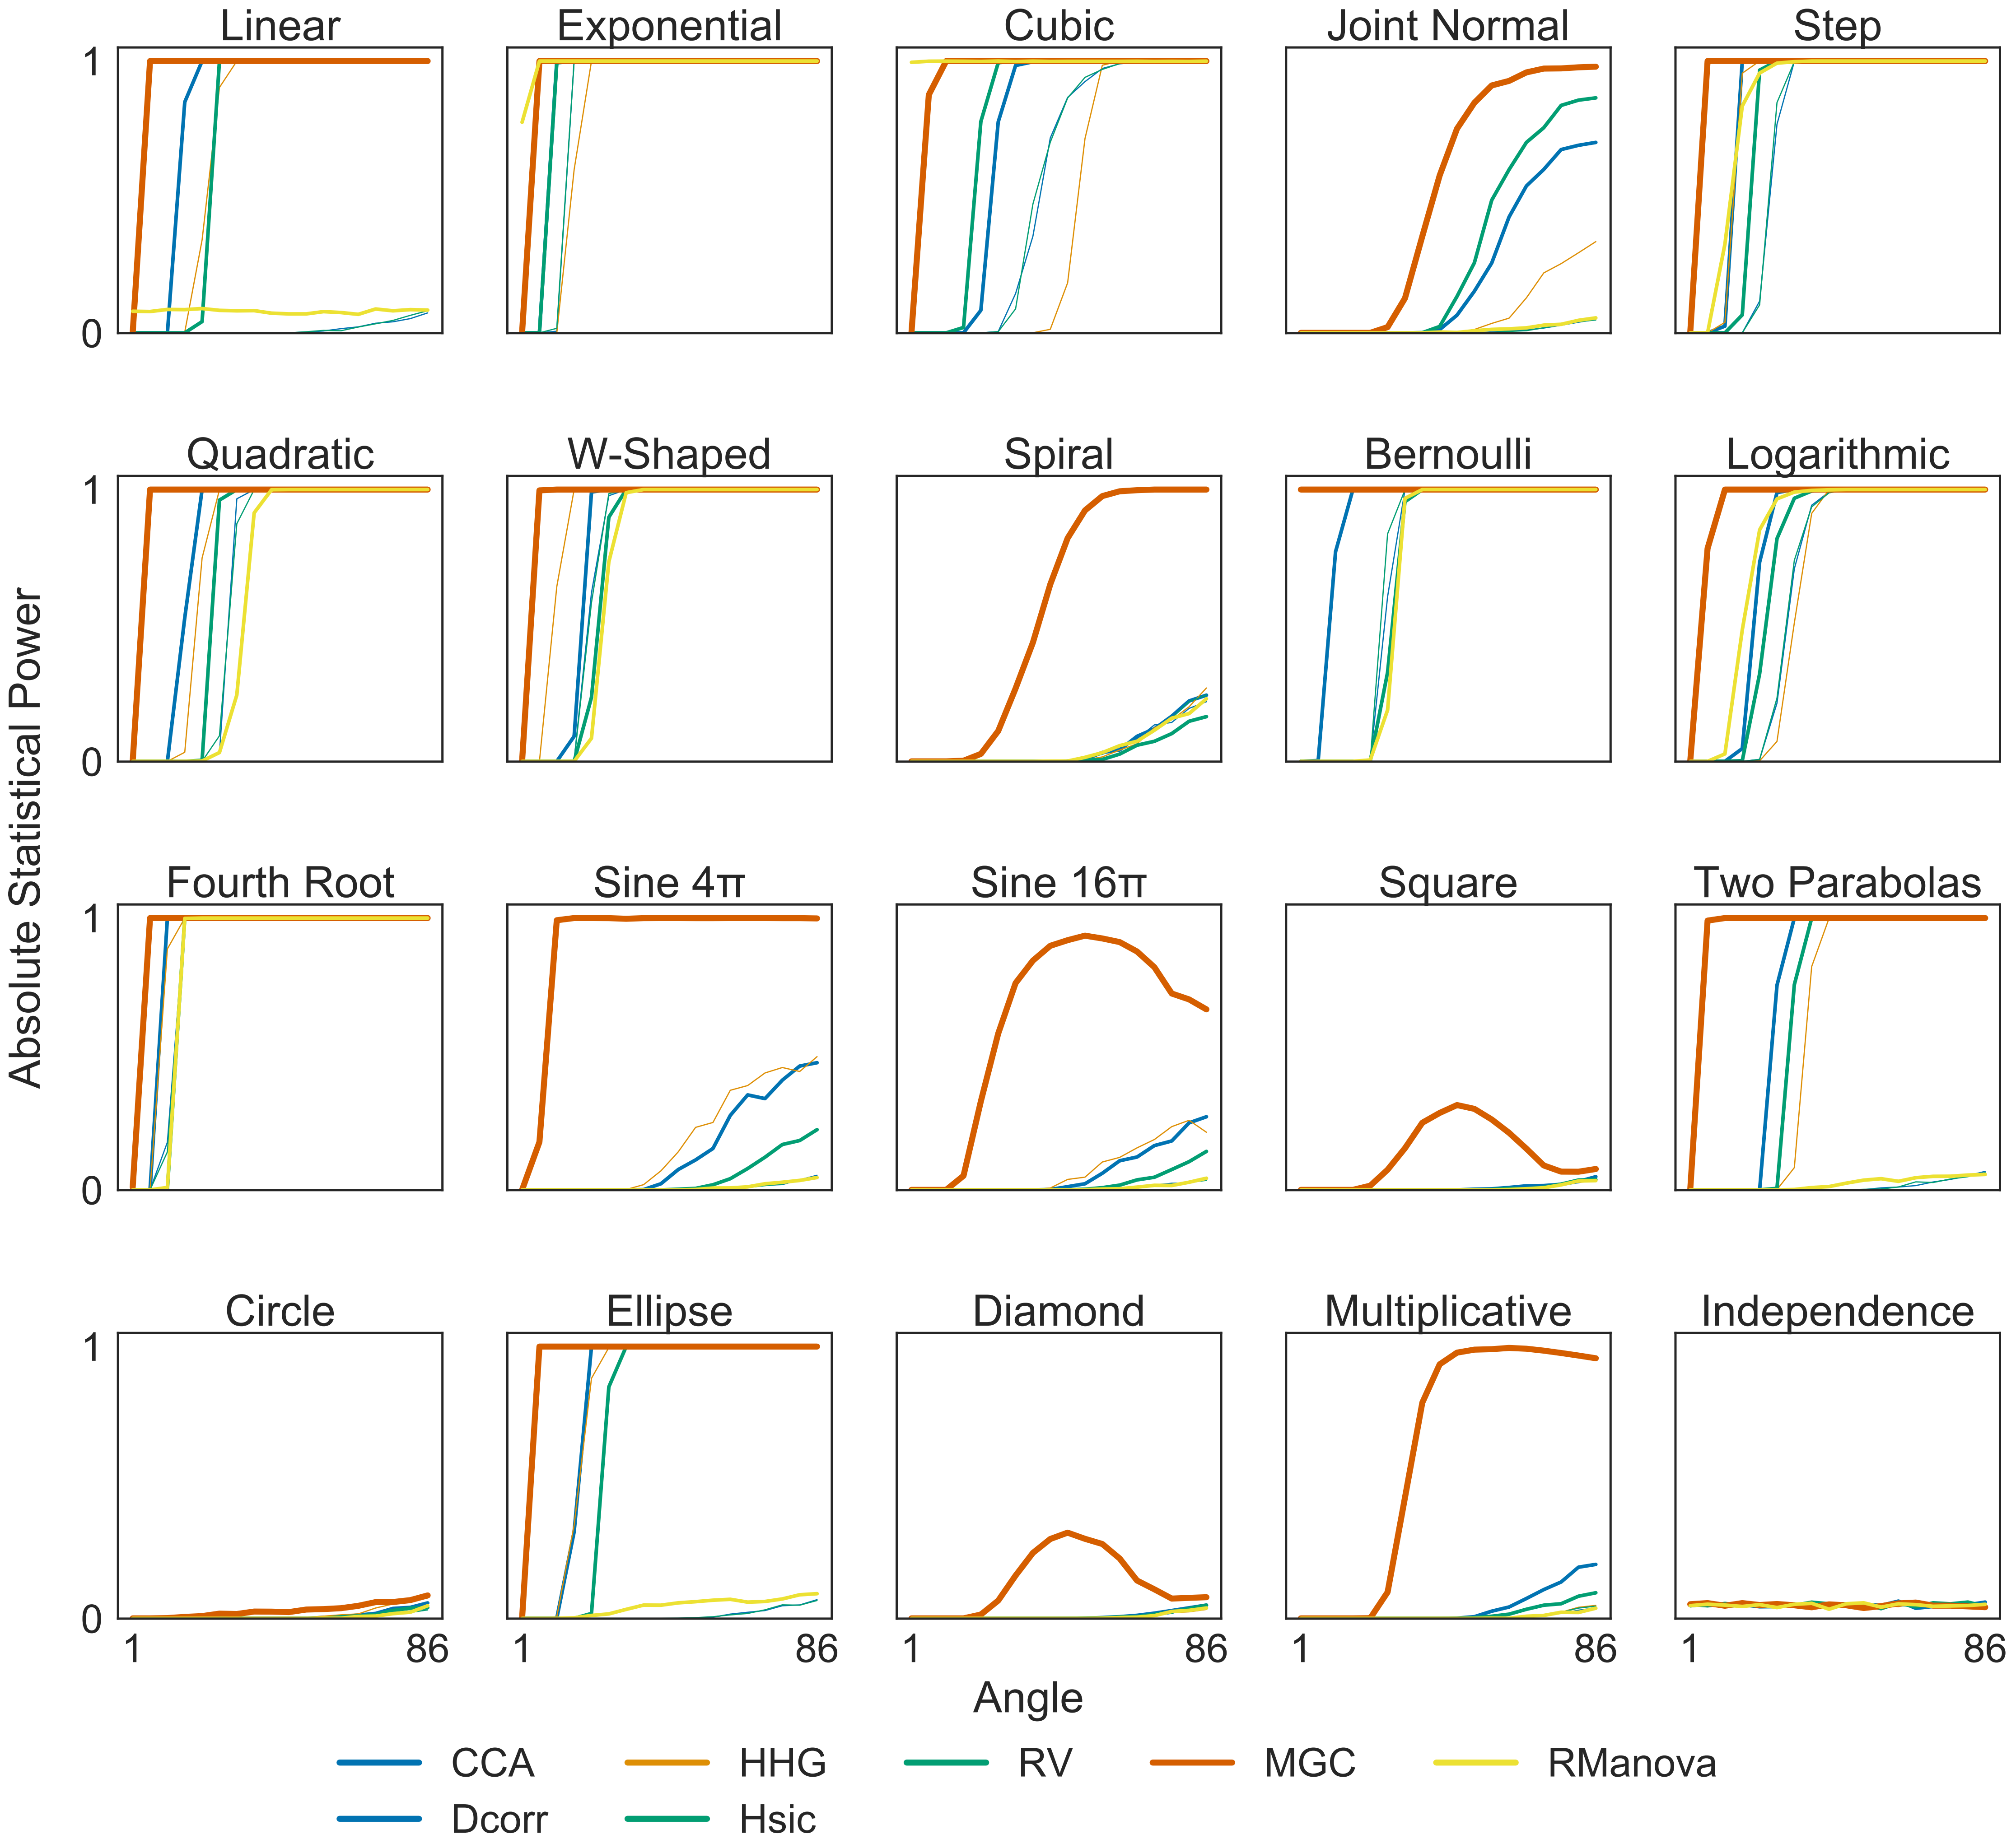 Linear Exponential Cubic Joint Normal Step
1
0
Quadratic W-Shaped Spiral Bernoulli Logarithmic
1
0
Absolute Statistical Power
Fourth Root Sine 4π Sine 16π Square Two Parabolas
1
0
Circle Ellipse Diamond Multiplicative Independence
1
0
1 86 1 86 1 86 1 86 1 86
Angle
CCA HHG RV MGC RManova
Dcorr Hsic